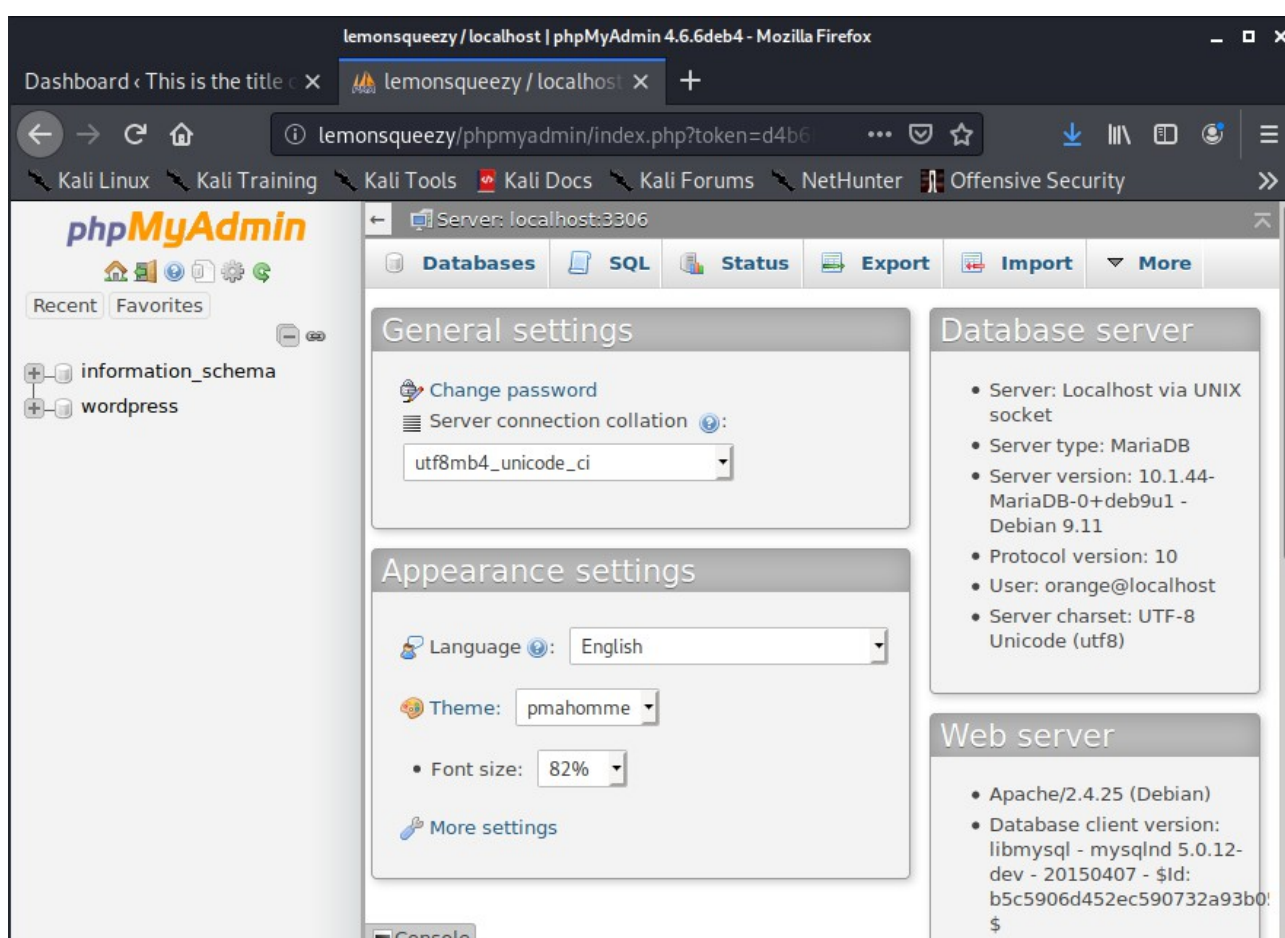 lemonsqueezy / localhost | phpMyAdmin 4.6.6deb4 - Mozilla Firefox
Dashboard ‹ This is the title
lemonsqueezy / localhost
lemonsqueezy/phpmyadmin/index.php?token=d4b6
Kali Linux Kali Training Kali Tools Kali Docs Kali Forums NetHunter Offensive Security
phpMyAdmin
Recent Favorites
information_schema
wordpress
Server: localhost:3306
Databases SQL Status Export Import More
General settings
Change password
Server connection collation :
utf8mb4_unicode_ci
Appearance settings
Language : English
Theme: pmahomme
• Font size: 82%
More settings
Console
Database server
• Server: Localhost via UNIX
socket
• Server type: MariaDB
• Server version: 10.1.44-
MariaDB-0+deb9u1 -
Debian 9.11
• Protocol version: 10
• User: orange@localhost
• Server charset: UTF-8
Unicode (utf8)
Web server
• Apache/2.4.25 (Debian)
• Database client version:
libmysql - mysqlnd 5.0.12-
dev - 20150407 - $Id:
b5c5906d452ec590732a93b0
$